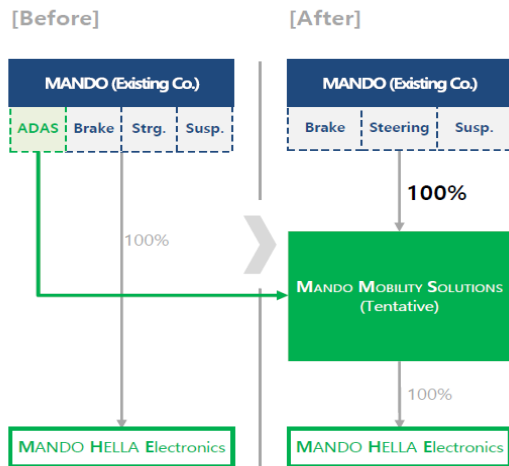 [Before]
MANDO (Existing Co.)
ADAS Brake Strg. Susp.
100%
MANDO HELLA Electronics
[After]
MANDO (Existing Co.)
Brake Steering Susp.
100%
MANDO MOBILITY SOLUTIONS
(Tentative)
100%
MANDO HELLA Electronics